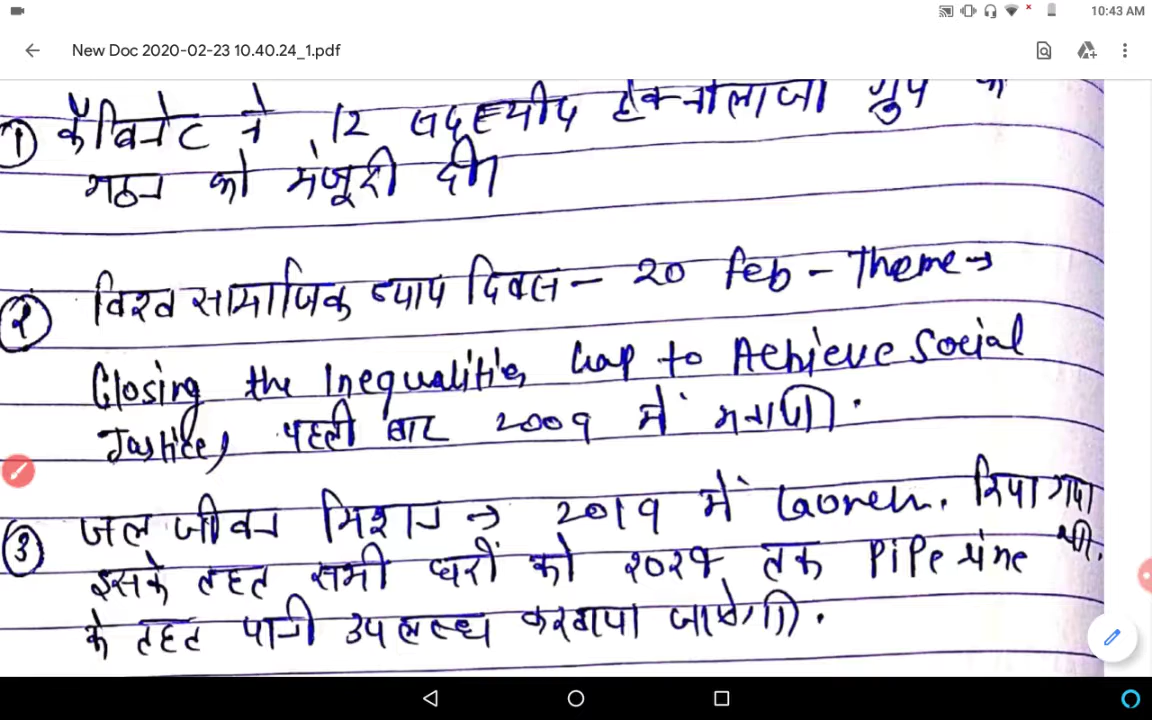 10:43 AM
New Doc 2020-02-23 10.40.24_1.pdf
① कैबिनेट ने 12 सदस्यीय टेक्नोलाजी ग्रुप के
गठन को मंजूरी दी
② विश्व सामाजिक न्याय दिवस - 20 Feb - Theme →
Closing the Inequalities Gap to Achieve Social
Justice, पहली बार 2009 में मनायी.
③ जल जीवन मिशन → 2019 में Launch. किया गया
थी.
इसके तहत सभी घरों को 2024 तक PiPe Line
के तहत पानी उपलब्ध करवाया जायेगी.